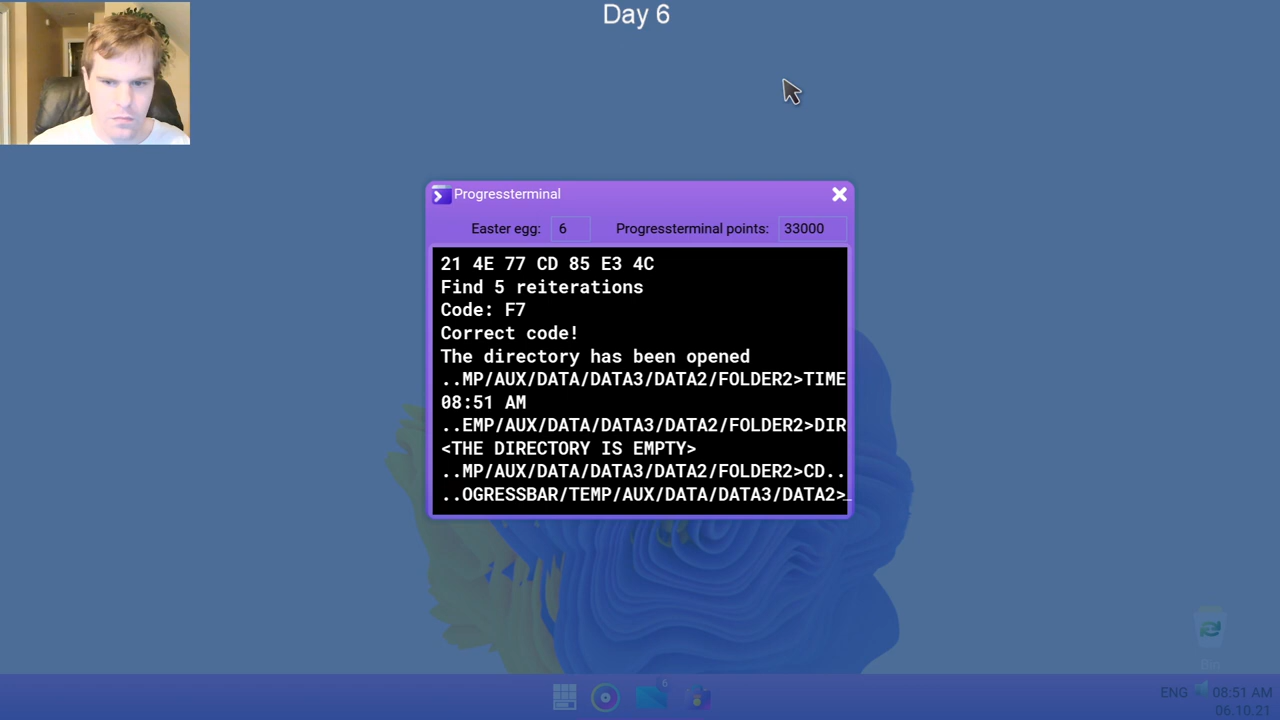 Day 6
Progressterminal
Easter egg: 6 Progressterminal points: 33000
21 4E 77 CD 85 E3 4C
Find 5 reiterations
Code: F7
Correct code!
The directory has been opened
..MP/AUX/DATA/DATA3/DATA2/FOLDER2>TIME
08:51 AM
..EMP/AUX/DATA/DATA3/DATA2/FOLDER2>DIR
<THE DIRECTORY IS EMPTY>
..MP/AUX/DATA/DATA3/DATA2/FOLDER2>CD..
..OGRESSBAR/TEMP/AUX/DATA/DATA3/DATA2>_
Bin
6
ENG 08:51 AM
06.10.21